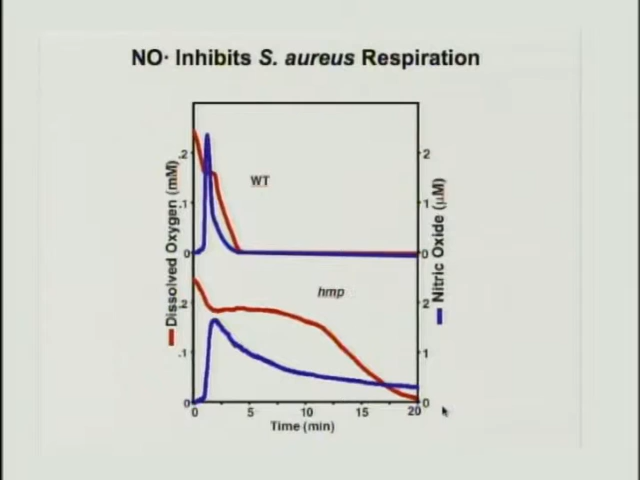 NO· Inhibits S. aureus Respiration
Dissolved Oxygen (mM)
Nitric Oxide (μM)
WT
.2
.1
0
2
1
0
hmp
.2
.1
0
2
1
0
0 5 10 15 20
Time (min)